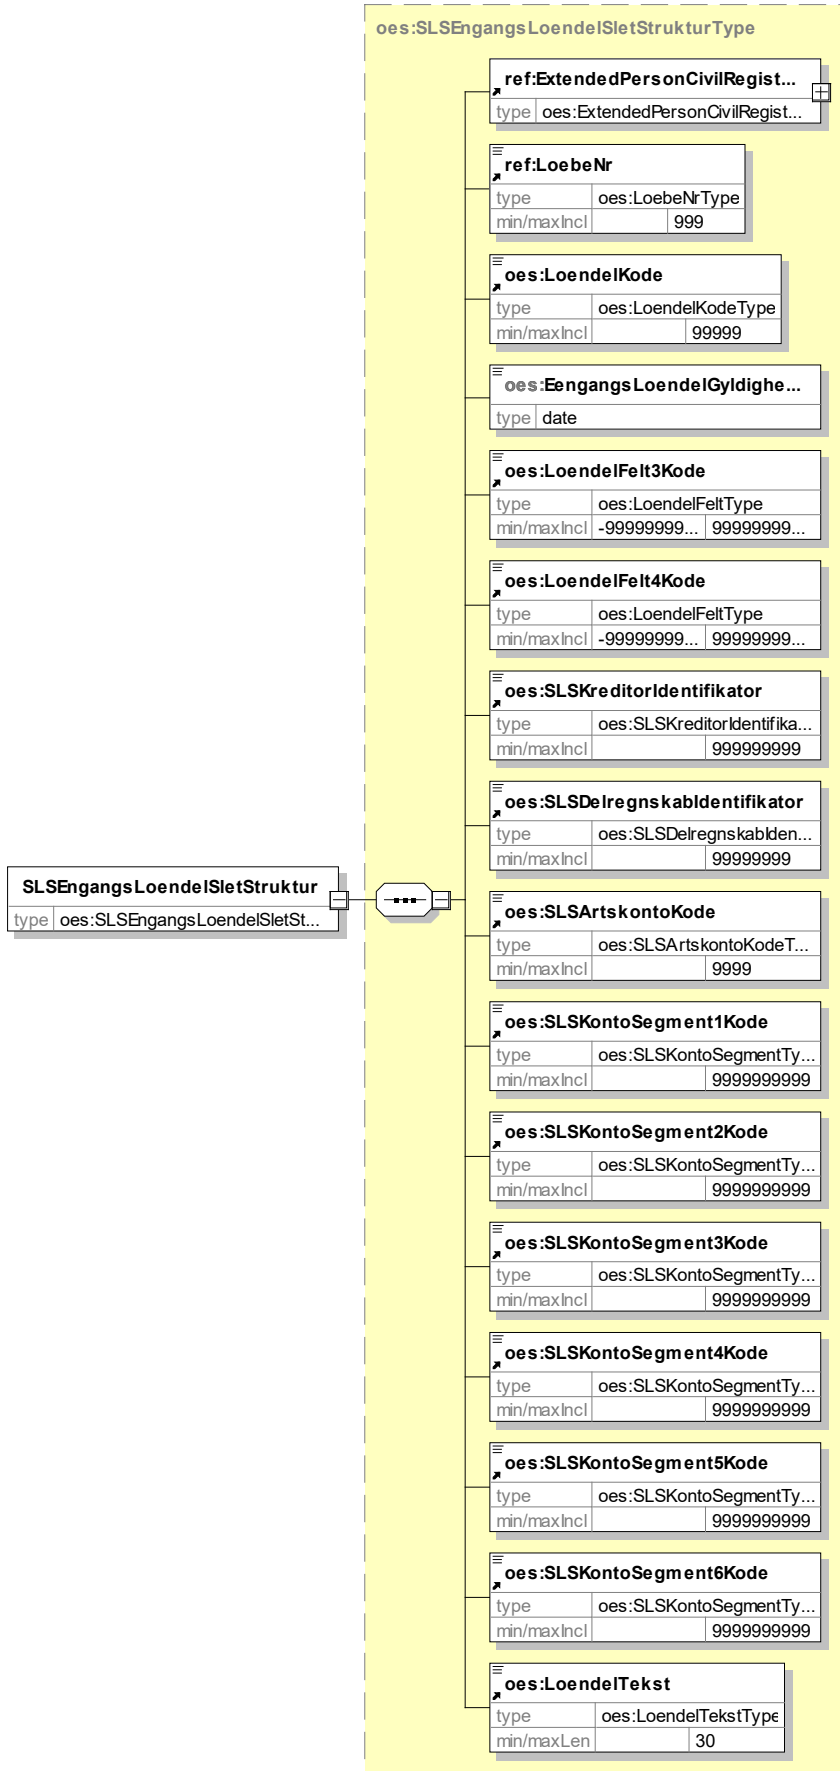 oes:SLSEngangsLoendelSletStrukturType
ref:ExtendedPersonCivilRegist...
type oes:ExtendedPersonCivilRegist...
ref:LoebeNr
type oes:LoebeNrType
min/maxIncl 999
oes:LoendelKode
type oes:LoendelKodeType
min/maxIncl 99999
oes:EengangsLoendelGyldighe...
type date
oes:LoendelFelt3Kode
type oes:LoendelFeltType
min/maxIncl -99999999... 99999999...
oes:LoendelFelt4Kode
type oes:LoendelFeltType
min/maxIncl -99999999... 99999999...
oes:SLSKreditorIdentifikator
type oes:SLSKreditorIdentifika...
min/maxIncl 999999999
oes:SLSDelregnskabIdentifikator
type oes:SLSDelregnskabIden...
min/maxIncl 99999999
SLSEngangsLoendelSletStruktur
type oes:SLSEngangsLoendelSletSt...
oes:SLSArtskontoKode
type oes:SLSArtskontoKodeT...
min/maxIncl 9999
oes:SLSKontoSegment1Kode
type oes:SLSKontoSegmentTy...
min/maxIncl 9999999999
oes:SLSKontoSegment2Kode
type oes:SLSKontoSegmentTy...
min/maxIncl 9999999999
oes:SLSKontoSegment3Kode
type oes:SLSKontoSegmentTy...
min/maxIncl 9999999999
oes:SLSKontoSegment4Kode
type oes:SLSKontoSegmentTy...
min/maxIncl 9999999999
oes:SLSKontoSegment5Kode
type oes:SLSKontoSegmentTy...
min/maxIncl 9999999999
oes:SLSKontoSegment6Kode
type oes:SLSKontoSegmentTy...
min/maxIncl 9999999999
oes:LoendelTekst
type oes:LoendelTekstType
min/maxLen 30